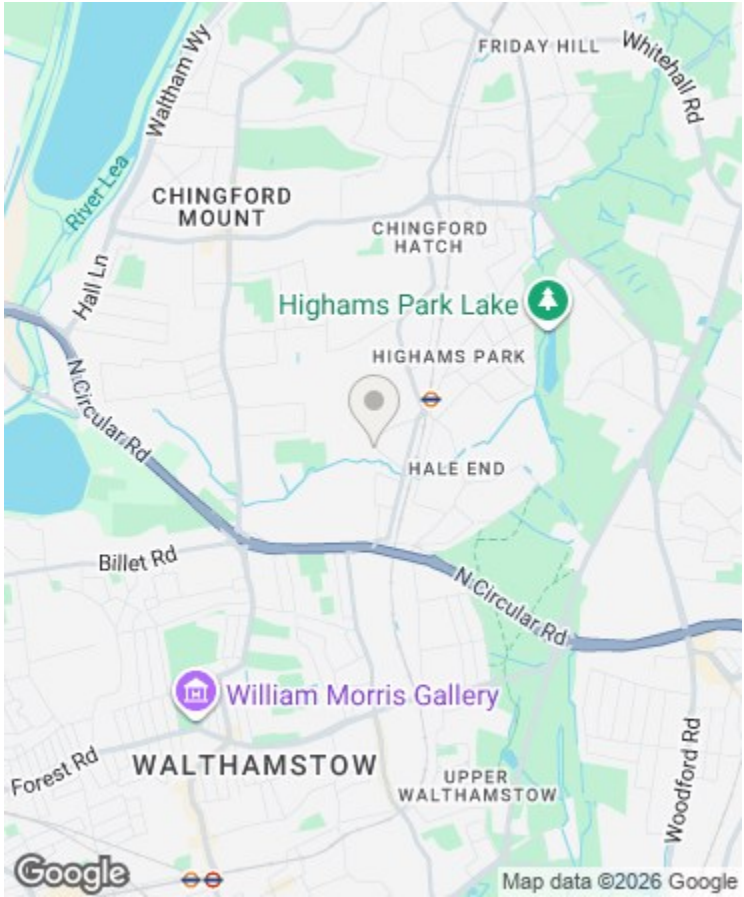 FRIDAY HILL
Whitehall Rd
Waltham Wy
River Lea
CHINGFORD
MOUNT
CHINGFORD
HATCH
Hall Ln
Highams Park Lake
HIGHAMS PARK
N Circular Rd
HALE END
Billet Rd
N Circular Rd
William Morris Gallery
Forest Rd
WALTHAMSTOW
UPPER
WALTHAMSTOW
Woodford Rd
Google
Map data ©2026 Google